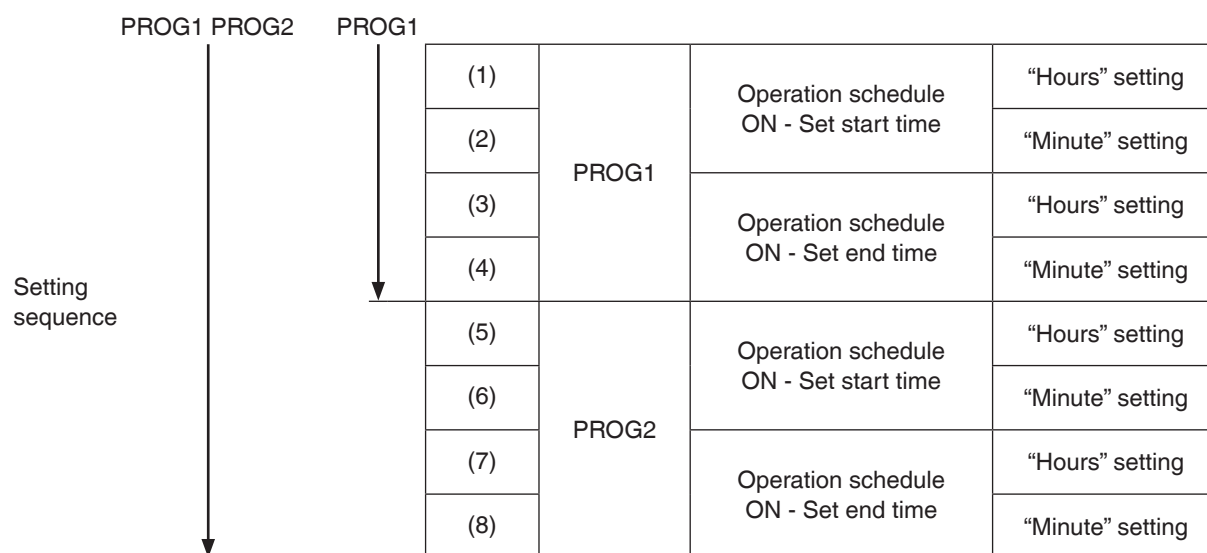 PROG1 PROG2 PROG1
(1) “Hours” setting
Operation schedule
ON - Set start time
(2) “Minute” setting
PROG1
(3) “Hours” setting
Operation schedule
ON - Set end time
(4) “Minute” setting
Setting
sequence
(5) “Hours” setting
Operation schedule
ON - Set start time
(6) “Minute” setting
PROG2
(7) “Hours” setting
Operation schedule
ON - Set end time
(8) “Minute” setting